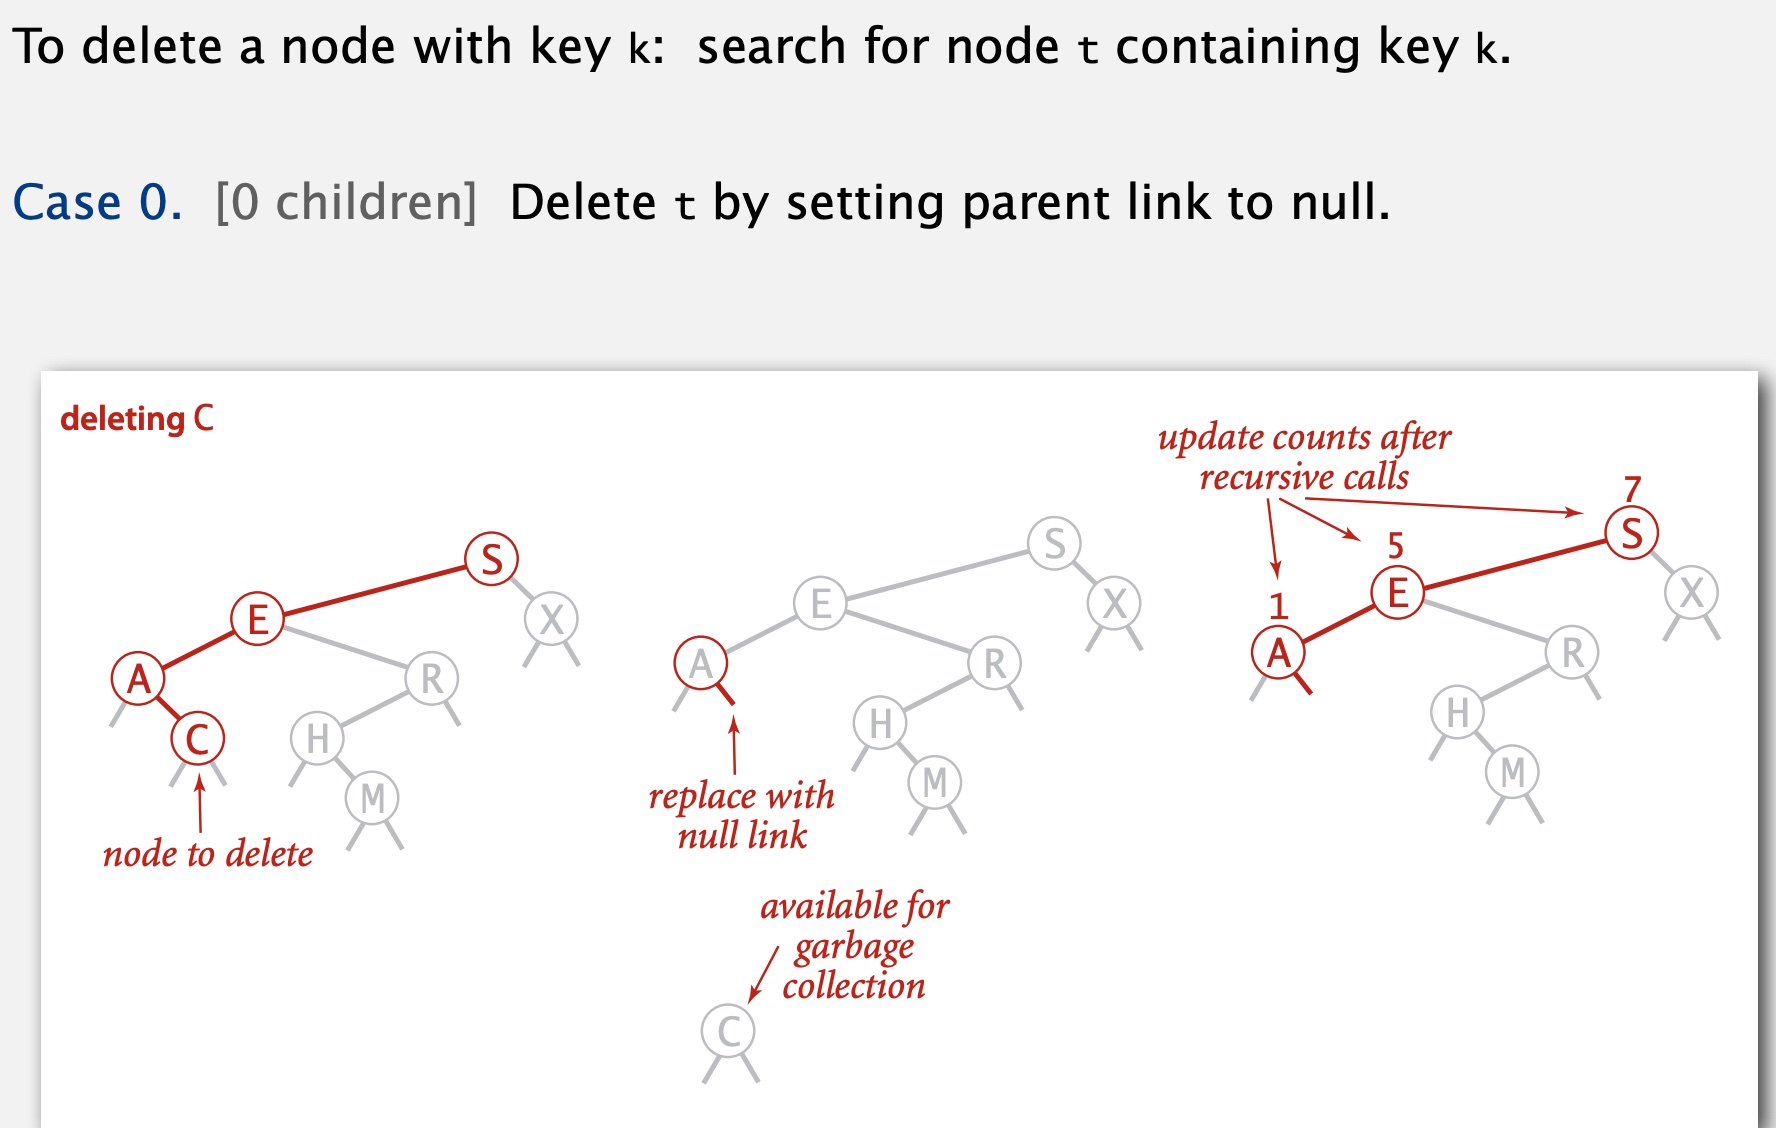 To delete a node with key k: search for node t containing key k.
Case 0. [0 children] Delete t by setting parent link to null.
deleting C
S
E
X
A
R
C
H
M
node to delete
S
E
X
A
R
H
M
replace with
null link
available for
garbage
collection
C
update counts after
recursive calls
7
S
5
E
X
1
A
R
H
M